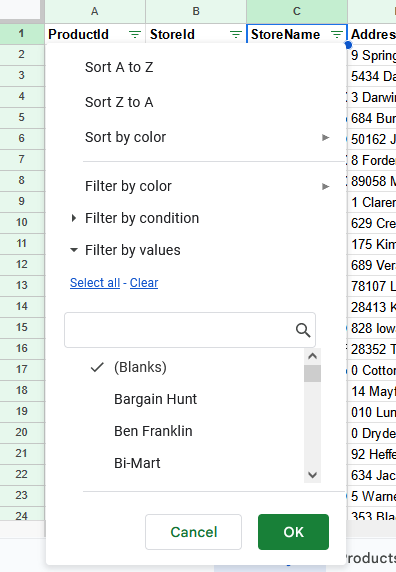 A B C
1 ProductId StoreId StoreName Addres
2 9 Spring
3 5434 Da
4 3 Darwin
5 684 Bur
6 50162 J
7 8 Forde
8 89058 M
9 1 Claren
10 629 Cre
11 175 Kim
12 689 Ver
13 78107 L
14 28413 K
15 828 Iow
16 28352 T
17 0 Cotto
18 14 Mayf
19 010 Lun
20 0 Dryde
21 92 Heffe
22 634 Jac
23 5 Warne
24 353 Bla
Sort A to Z
Sort Z to A
Sort by color
Filter by color
Filter by condition
Filter by values
Select all - Clear
(Blanks)
Bargain Hunt
Ben Franklin
Bi-Mart
Cancel OK
roducts